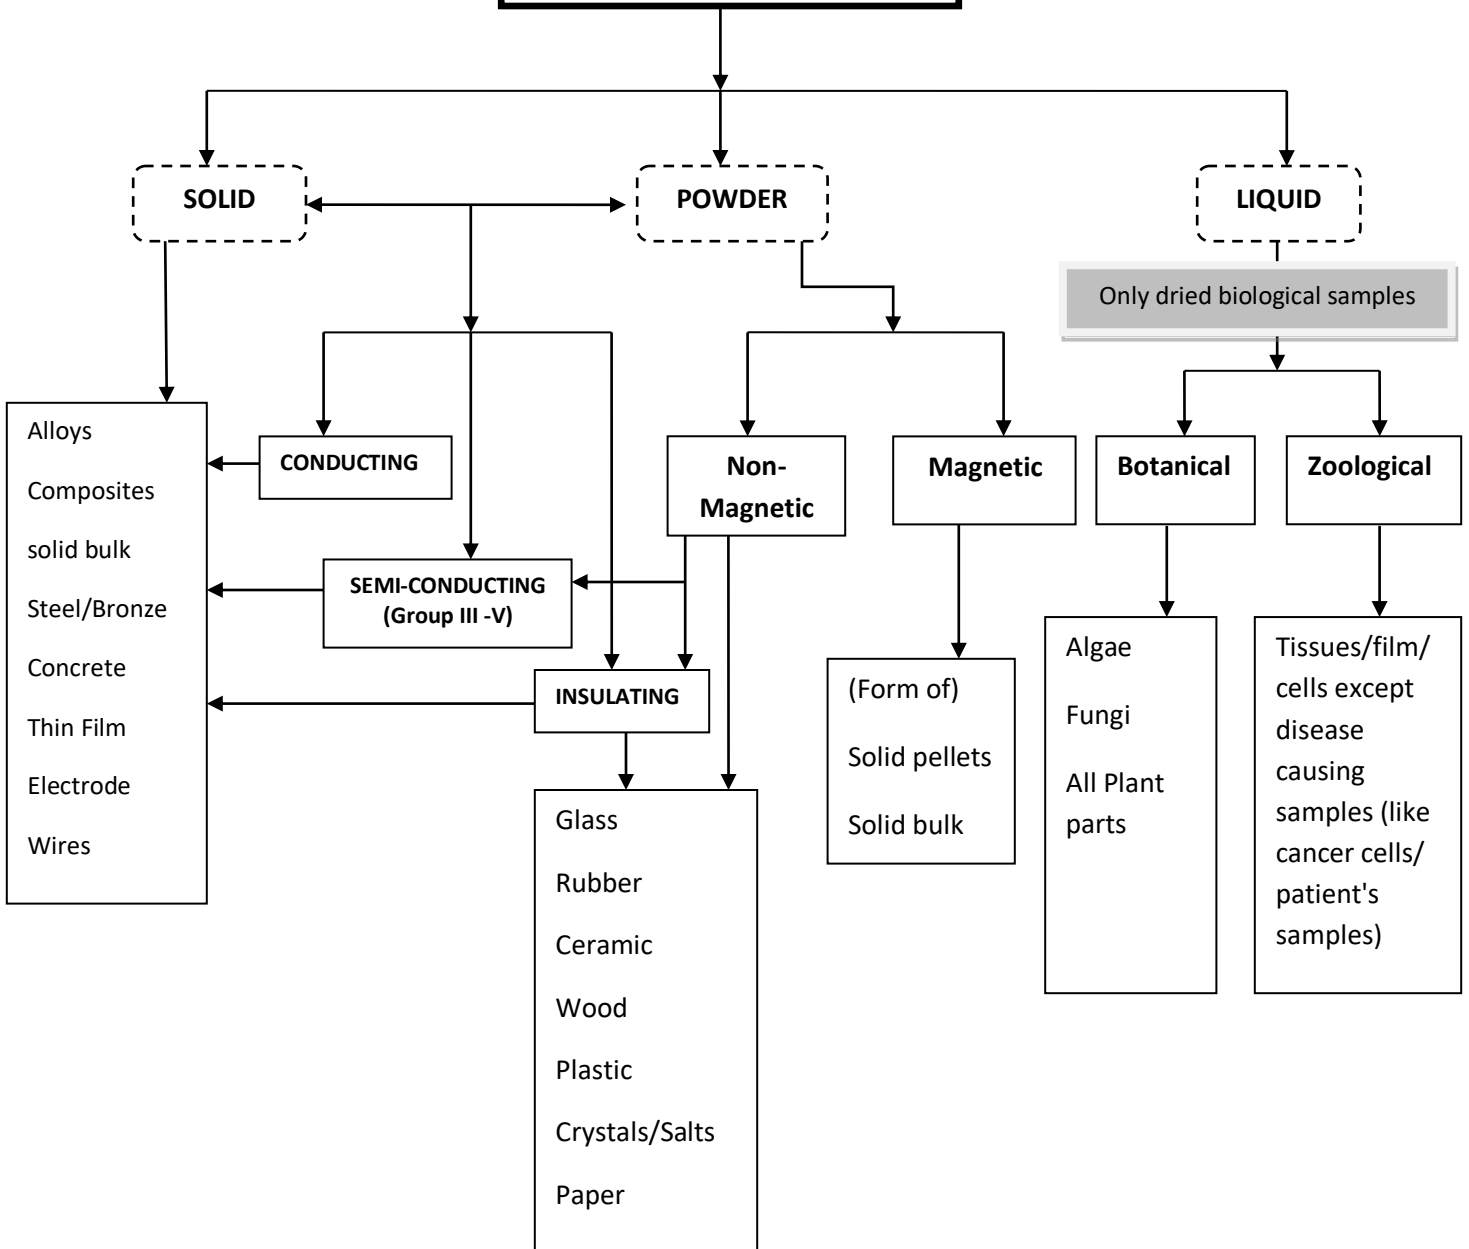 SOLID
POWDER
LIQUID
Only dried biological samples
Alloys
Composites
solid bulk
Steel/Bronze
Concrete
Thin Film
Electrode
Wires
CONDUCTING
SEMI-CONDUCTING
(Group III -V)
INSULATING
Non-
Magnetic
Magnetic
Botanical
Zoological
Glass
Rubber
Ceramic
Wood
Plastic
Crystals/Salts
Paper
(Form of)
Solid pellets
Solid bulk
Algae
Fungi
All Plant
parts
Tissues/film/
cells except
disease
causing
samples (like
cancer cells/
patient's
samples)